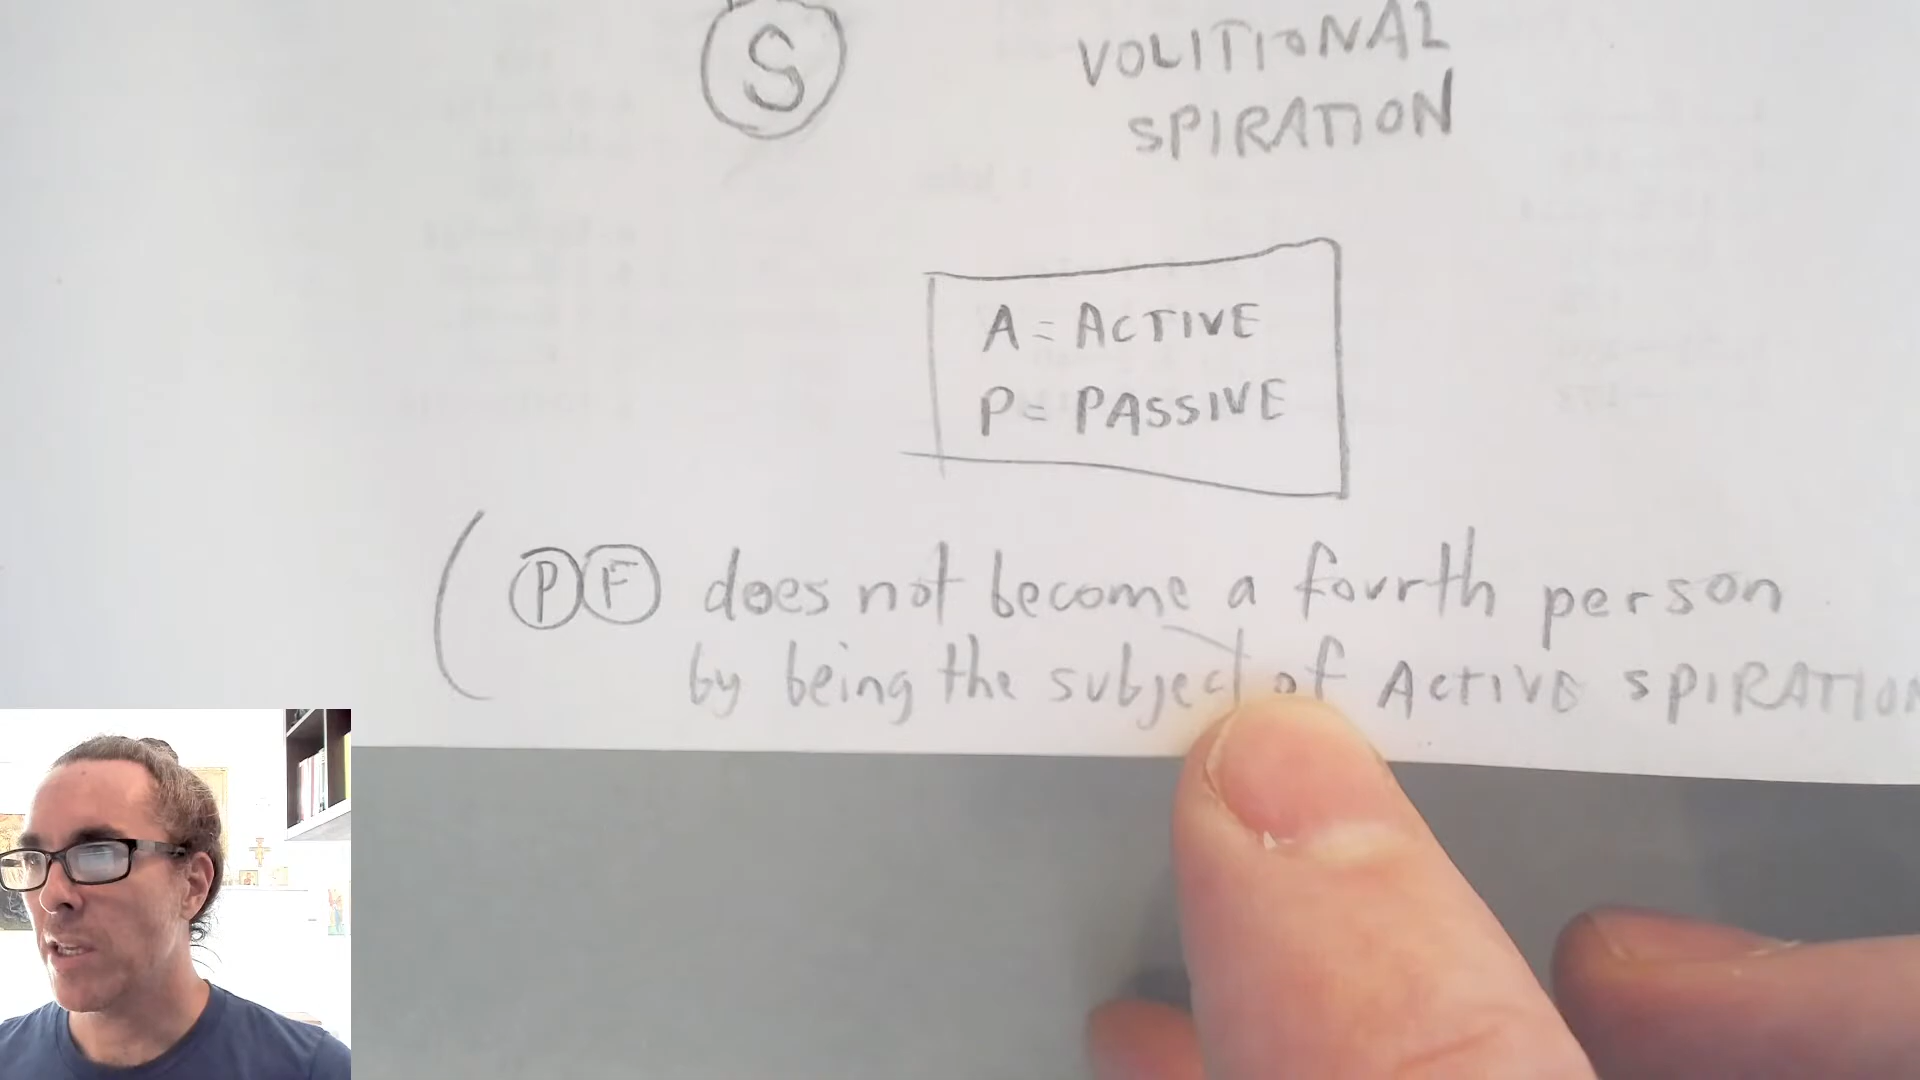 S
VOLITIONAL
SPIRATION
A = ACTIVE
P = PASSIVE
( P F does not become a fourth person
by being the subject of ACTIVE SPIRATION